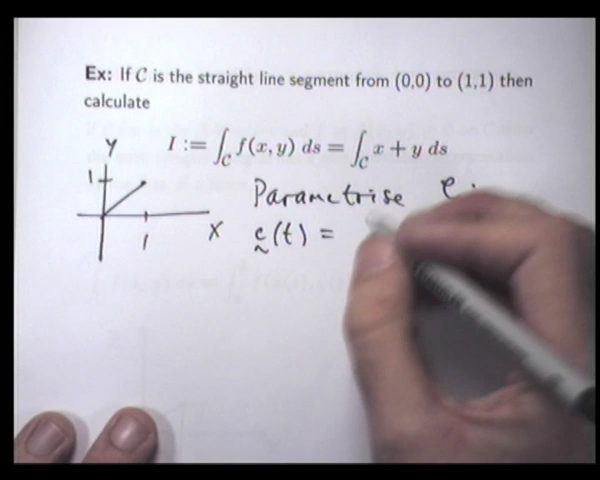 Ex: If C is the straight line segment from (0,0) to (1,1) then
calculate
I := ∫_C f(x, y) ds = ∫_C x + y ds
y
1
Parametrise C:
x
c(t) =
1